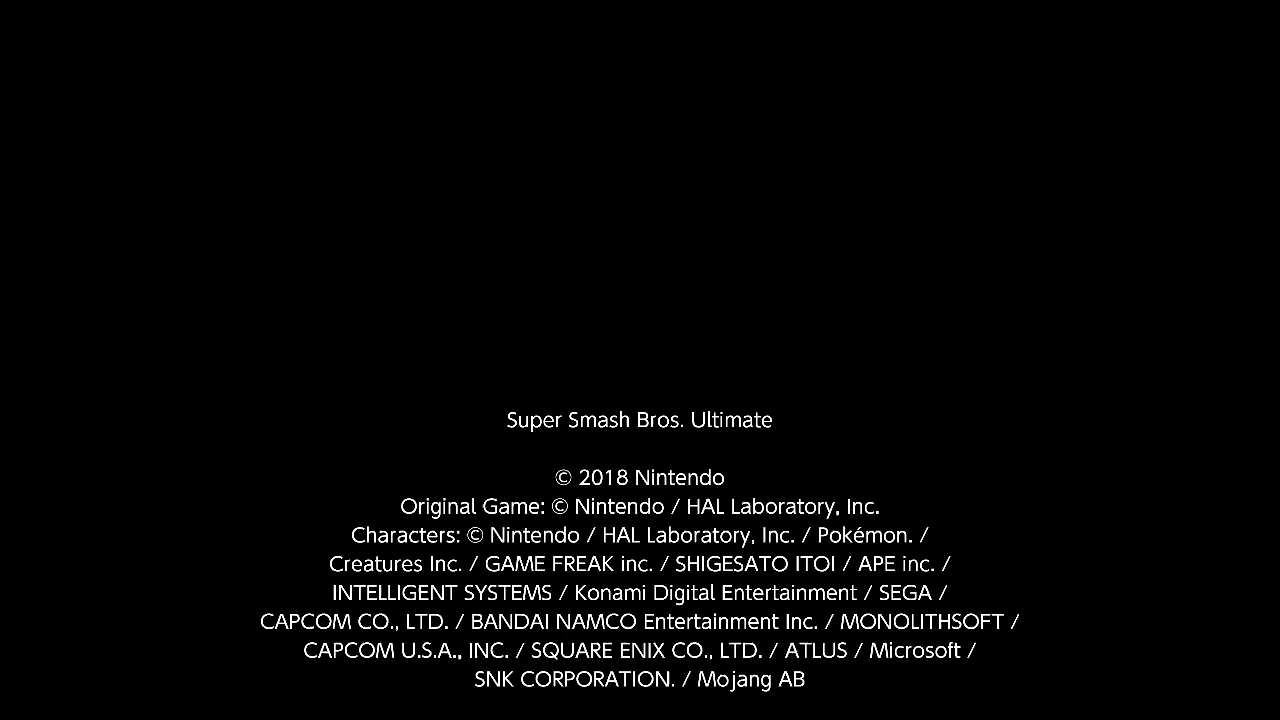 Super Smash Bros. Ultimate
© 2018 Nintendo
Original Game: © Nintendo / HAL Laboratory, Inc.
Characters: © Nintendo / HAL Laboratory, Inc. / Pokémon. /
Creatures Inc. / GAME FREAK inc. / SHIGESATO ITOI / APE inc. /
INTELLIGENT SYSTEMS / Konami Digital Entertainment / SEGA /
CAPCOM CO., LTD. / BANDAI NAMCO Entertainment Inc. / MONOLITHSOFT /
CAPCOM U.S.A., INC. / SQUARE ENIX CO., LTD. / ATLUS / Microsoft /
SNK CORPORATION. / Mojang AB